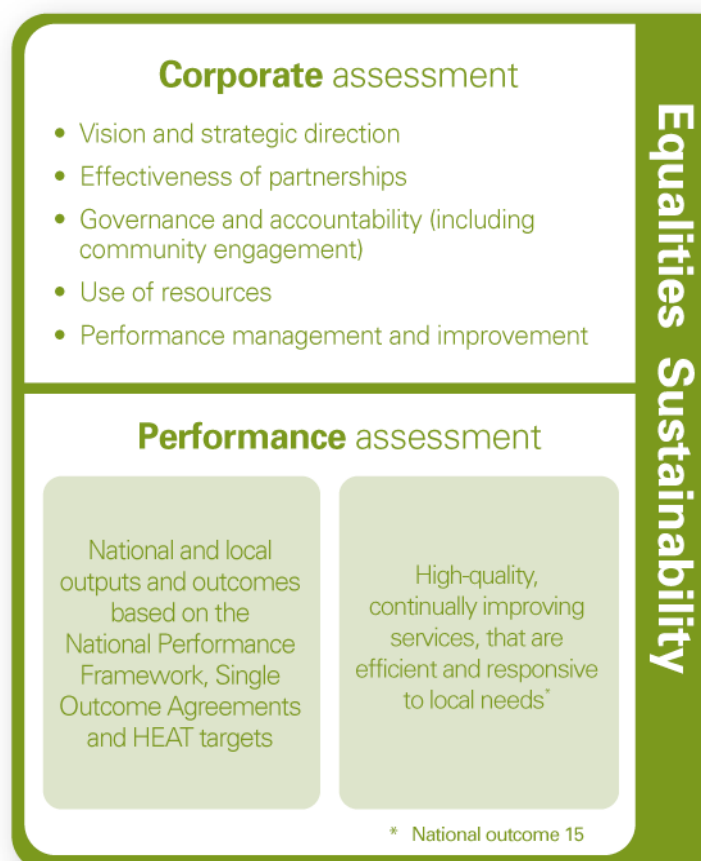 Corporate assessment
• Vision and strategic direction
• Effectiveness of partnerships
• Governance and accountability (including
community engagement)
• Use of resources
• Performance management and improvement
Performance assessment
National and local
outputs and outcomes
based on the
National Performance
Framework, Single
Outcome Agreements
and HEAT targets
High-quality,
continually improving
services, that are
efficient and responsive
to local needs*
* National outcome 15
Equalities Sustainability